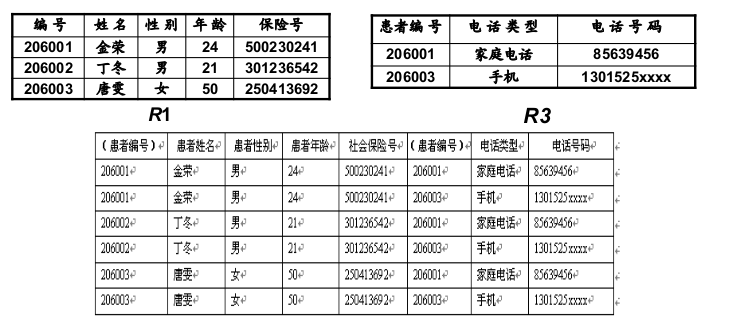 编号 姓名 性别 年龄 保险号
206001 金荣 男 24 500230241
206002 丁冬 男 21 301236542
206003 唐雯 女 50 250413692
R1
患者编号 电话类型 电话号码
206001 家庭电话 85639456
206003 手机 1301525xxxx
R3
(患者编号) 患者姓名 患者性别 患者年龄 社会保险号 (患者编号) 电话类型 电话号码
206001 金荣 男 24 500230241 206001 家庭电话 85639456
206001 金荣 男 24 500230241 206003 手机 1301525xxxx
206002 丁冬 男 21 301236542 206001 家庭电话 85639456
206002 丁冬 男 21 301236542 206003 手机 1301525xxxx
206003 唐雯 女 50 250413692 206001 家庭电话 85639456
206003 唐雯 女 50 250413692 206003 手机 1301525xxxx